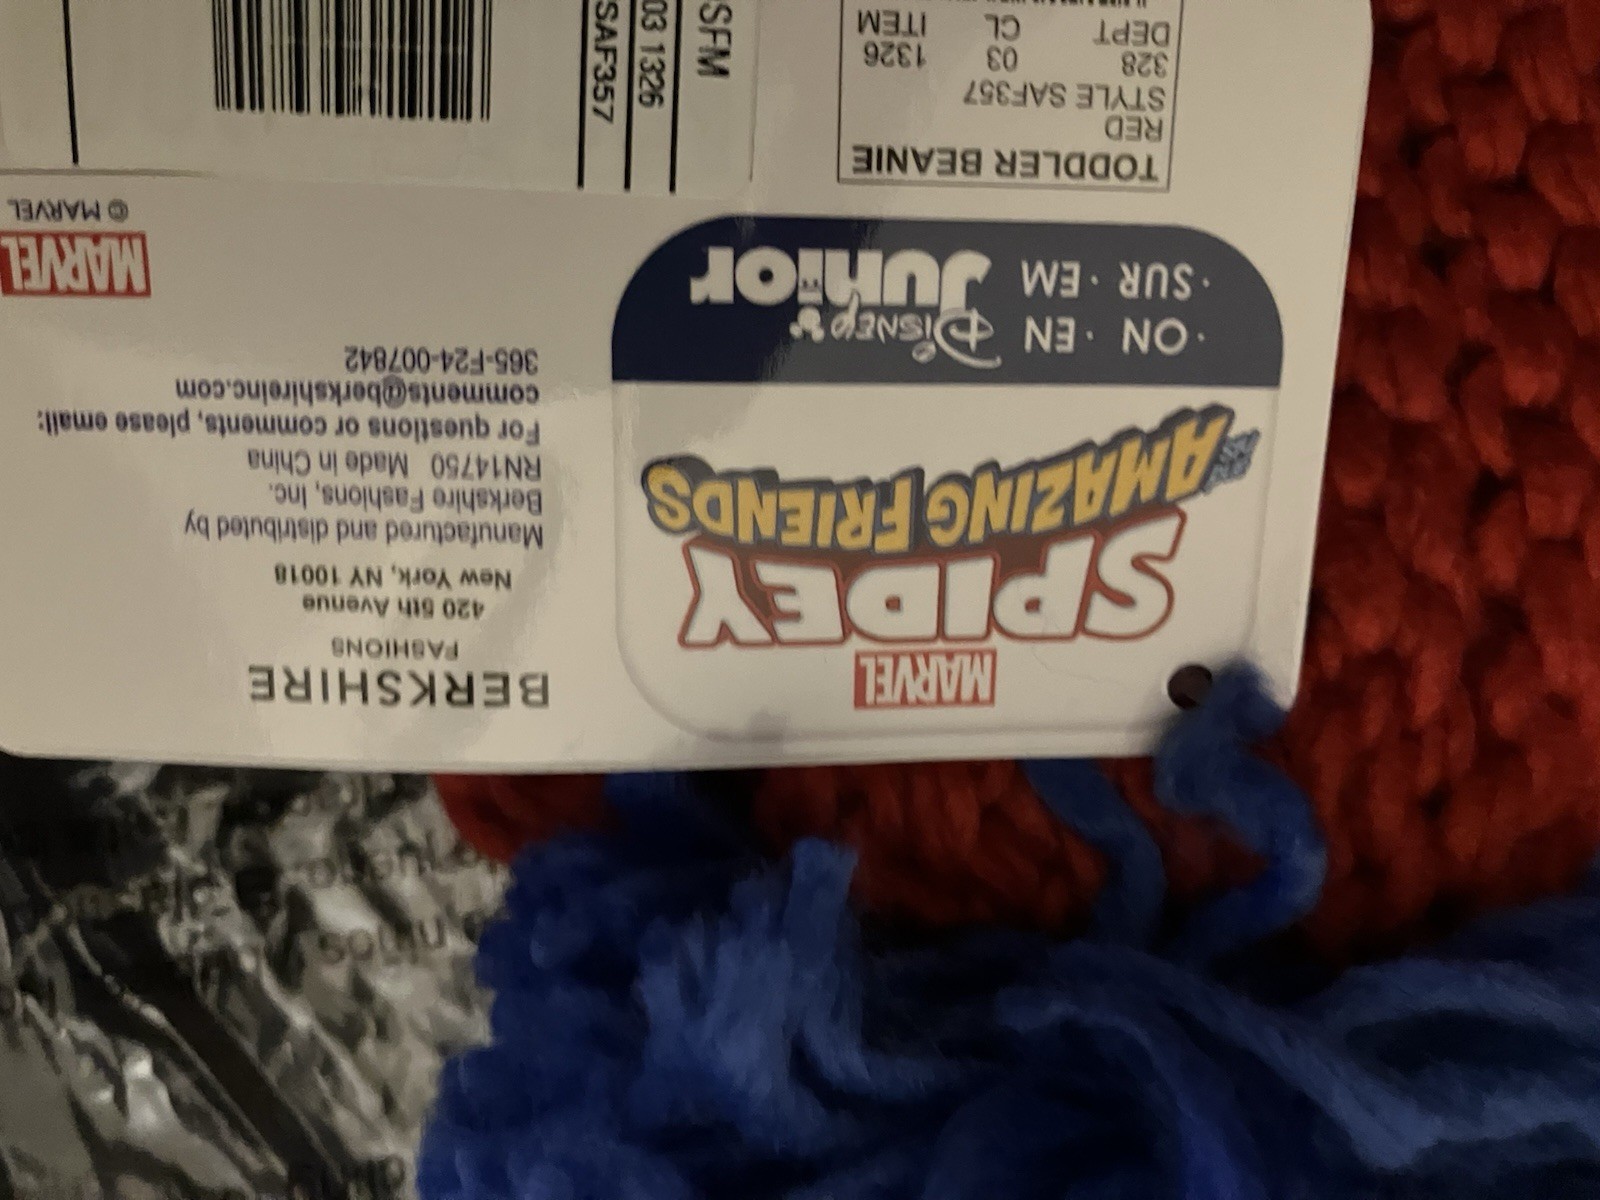 BERKSHIRE
FASHIONS
420 5th Avenue
New York, NY 10018
Manufactured and distributed by
Berkshire Fashions, Inc.
RN14750 Made in China
For questions or comments, please email:
comments@berkshireinc.com
365-F24-007842
MARVEL
© MARVEL
MARVEL
SPIDEY
AND HIS
AMAZING FRIENDS
· ON · EN
· SUR · EM
Disney
Junior
TODDLER BEANIE
RED
STYLE SAF357
328 03 1326
DEPT CL ITEM
SFM
03 1326
SAF357